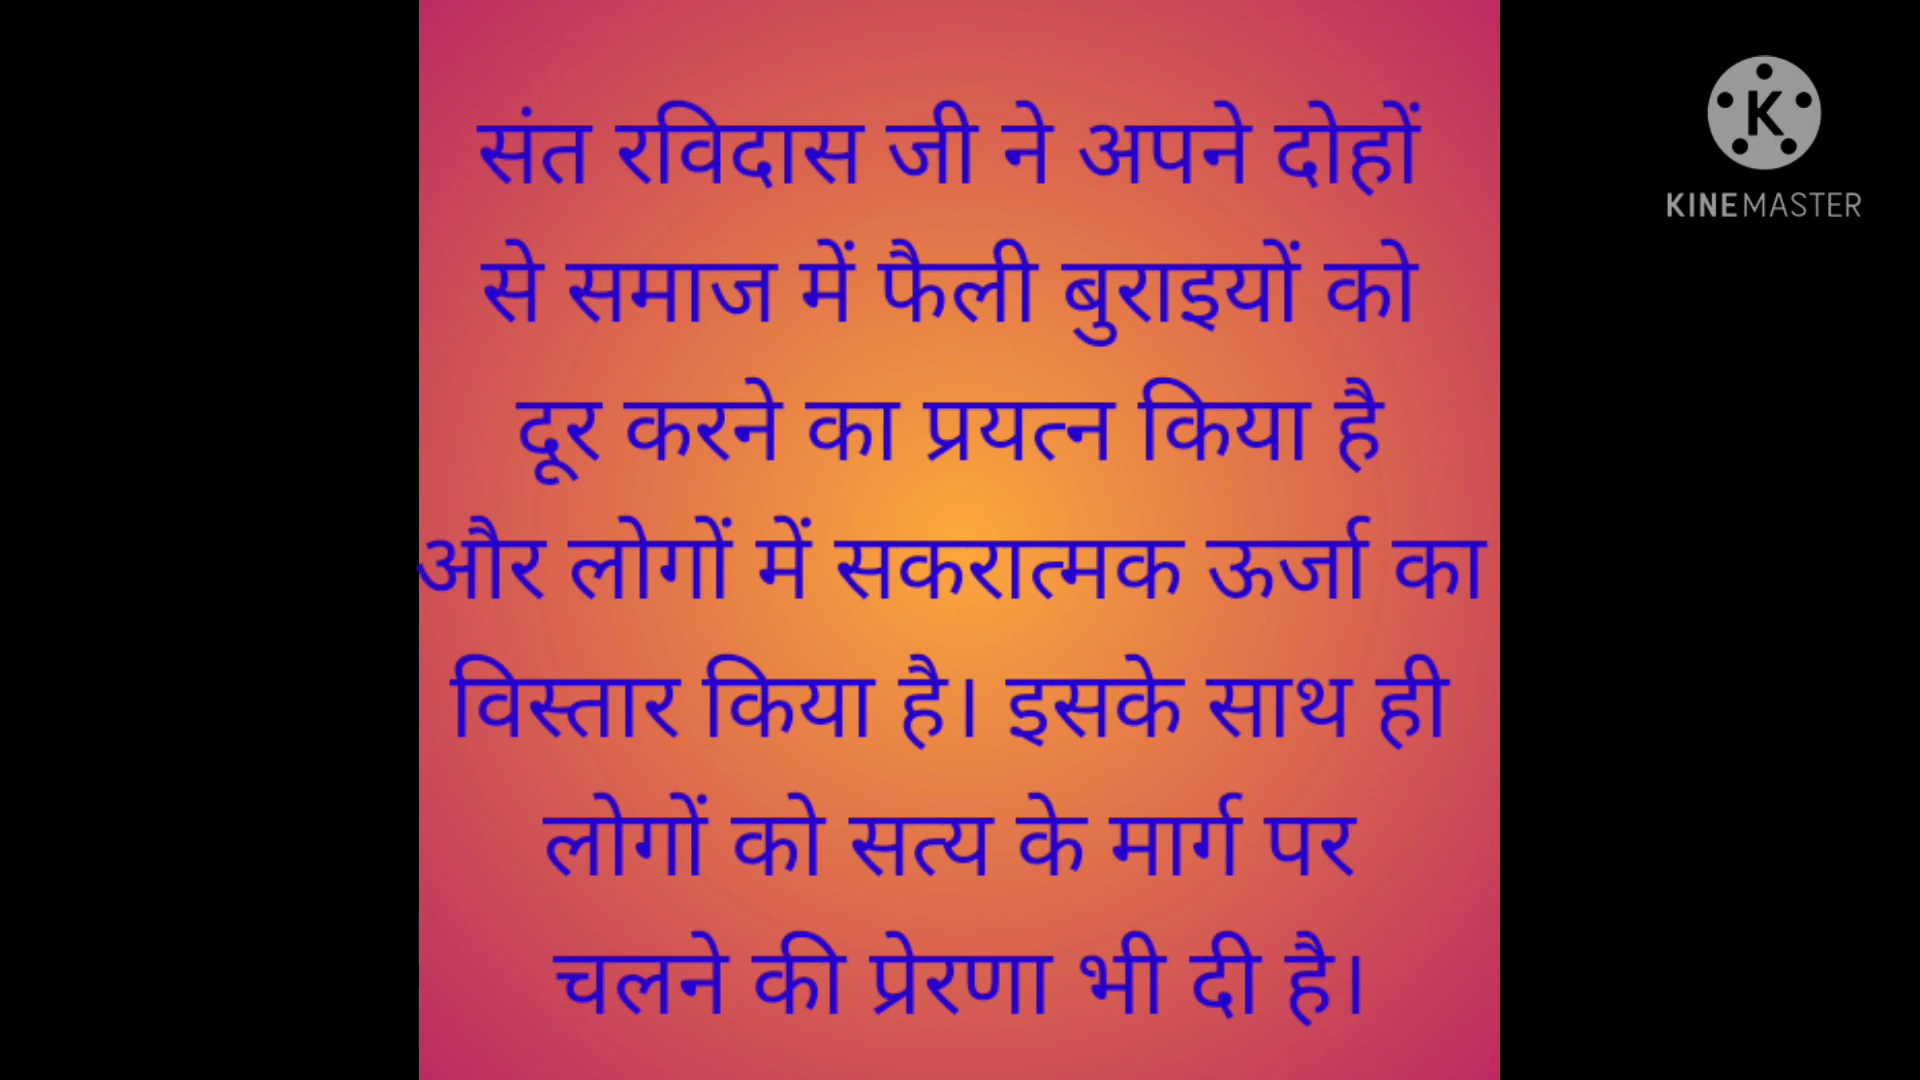 संत रविदास जी ने अपने दोहों
से समाज में फैली बुराइयों को
दूर करने का प्रयत्न किया है
और लोगों में सकरात्मक ऊर्जा का
विस्तार किया है। इसके साथ ही
लोगों को सत्य के मार्ग पर
चलने की प्रेरणा भी दी है।
K
KINEMASTER